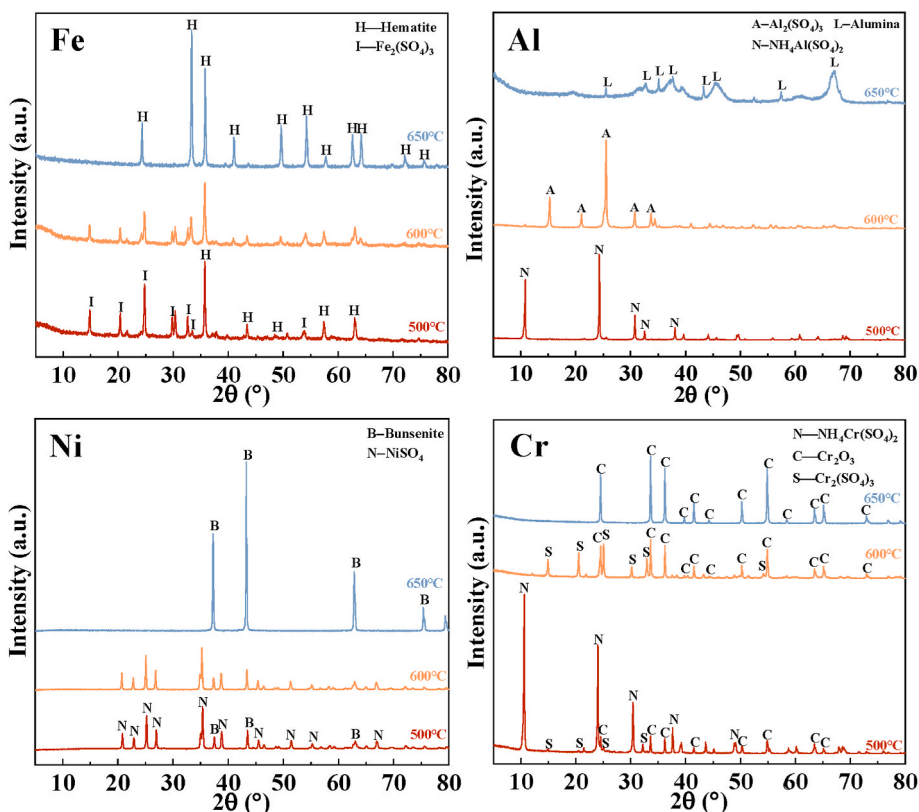 Fe
H—Hematite
I—Fe₂(SO₄)₃
H H H H H H H H H H H
650°C
600°C
I I I I I I H H H I H H
500°C
Intensity (a.u.)
10 20 30 40 50 60 70 80
2θ (°)
Al
A–Al₂(SO₄)₃ L–Alumina
N–NH₄Al(SO₄)₂
L L L L L L L L
650°C
A A A A A
600°C
N N N N N
500°C
Intensity (a.u.)
10 20 30 40 50 60 70 80
2θ (°)
Ni
B–Bunsenite
N–NiSO₄
B B B B
650°C
600°C
N N N N N B N B N N N B N
500°C
Intensity (a.u.)
10 20 30 40 50 60 70 80
2θ (°)
Cr
N—NH₄Cr(SO₄)₂
C—Cr₂O₃
S—Cr₂(SO₄)₃
C C C C C C C C C C C C
650°C
S S C S S S C C C C C C S C C C C
600°C
N S S N C S N S C C N C N C C C C
500°C
Intensity (a.u.)
10 20 30 40 50 60 70 80
2θ (°)